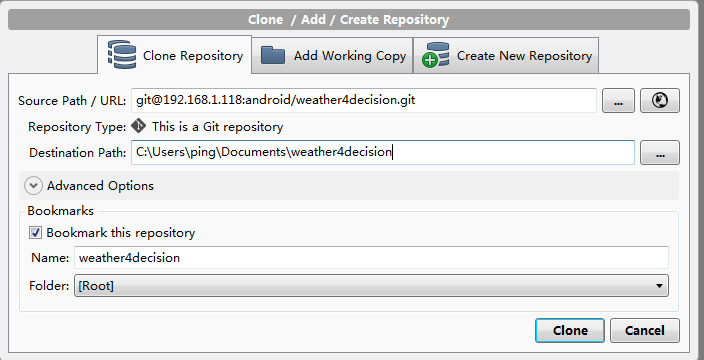 Clone / Add / Create Repository
Clone Repository
Add Working Copy
Create New Repository
Source Path / URL: git@192.168.1.118:android/weather4decision.git ...
Repository Type: This is a Git repository
Destination Path: C:\Users\ping\Documents\weather4decision ...
Advanced Options
Bookmarks
Bookmark this repository
Name: weather4decision
Folder: [Root]
Clone
Cancel